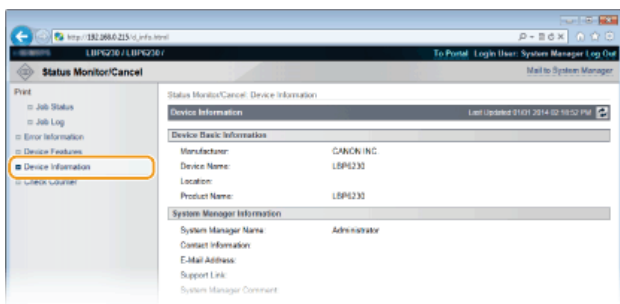 http://192.168.0.215/d_info.html
LBP6230 / LBP6230 /
To Portal Login User: System Manager Log Out
Status Monitor/Cancel
Mail to System Manager
Print
Job Status
Job Log
Error Information
Device Features
Device Information
Check Counter
Status Monitor/Cancel: Device Information
Device Information
Last Updated 01/01 2014 02:18:52 PM
Device Basic Information
Manufacturer: CANON INC.
Device Name: LBP6230
Location:
Product Name: LBP6230
System Manager Information
System Manager Name: Administrator
Contact Information:
E-Mail Address:
Support Link:
System Manager Comment: